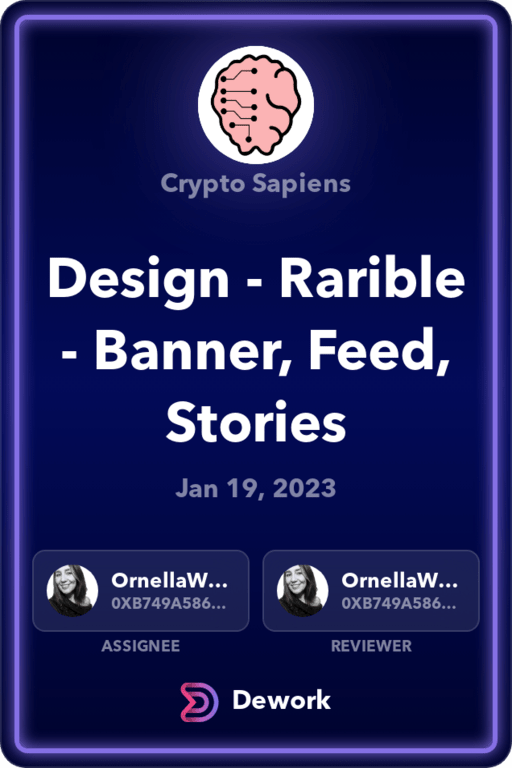 Crypto Sapiens
Design - Rarible
- Banner, Feed,
Stories
Jan 19, 2023
OrnellaW...
0XB749A586...
OrnellaW...
0XB749A586...
ASSIGNEE
REVIEWER
Dework